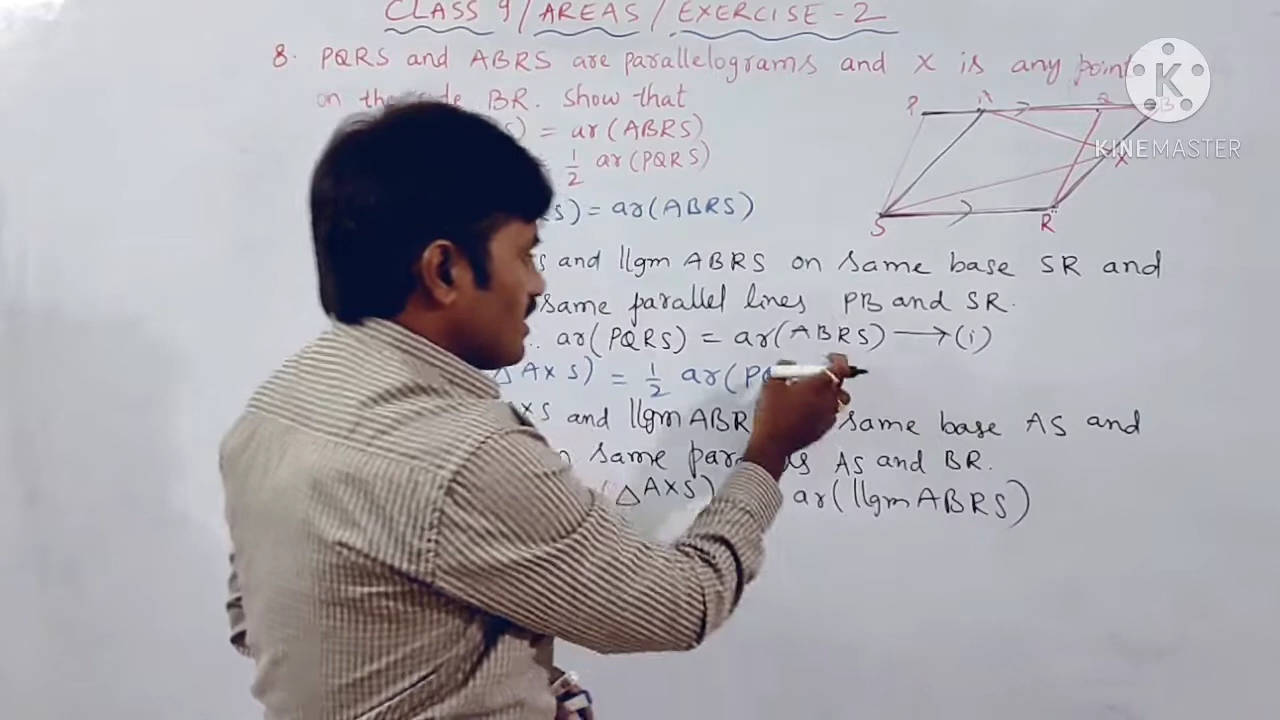 CLASS 9 / AREAS / EXERCISE - 2
8. PQRS and ABRS are parallelograms and X is any point
on the BR. Show that
S) = ar(ABRS)
= 1/2 ar(PQRS)
S) = ar(ABRS)
and llgm ABRS on same base SR and
same parallel lines PB and SR.
∴ ar(PQRS) = ar(ABRS) → (i)
△AXS) = 1/2 ar(PQ
XS and llgm ABR same base AS and
same AS and BR.
(△AXS) ar(llgm ABRS)
P A Q B
X
S R
K
KINEMASTER